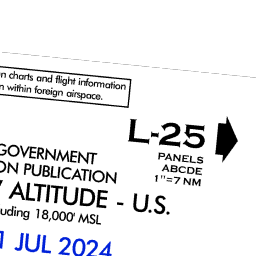 n charts and flight information
n within foreign airspace.
L-25
PANELS
ABCDE
1"=7 NM
GOVERNMENT
ON PUBLICATION
ALTITUDE - U.S.
uding 18,000' MSL
JUL 2024